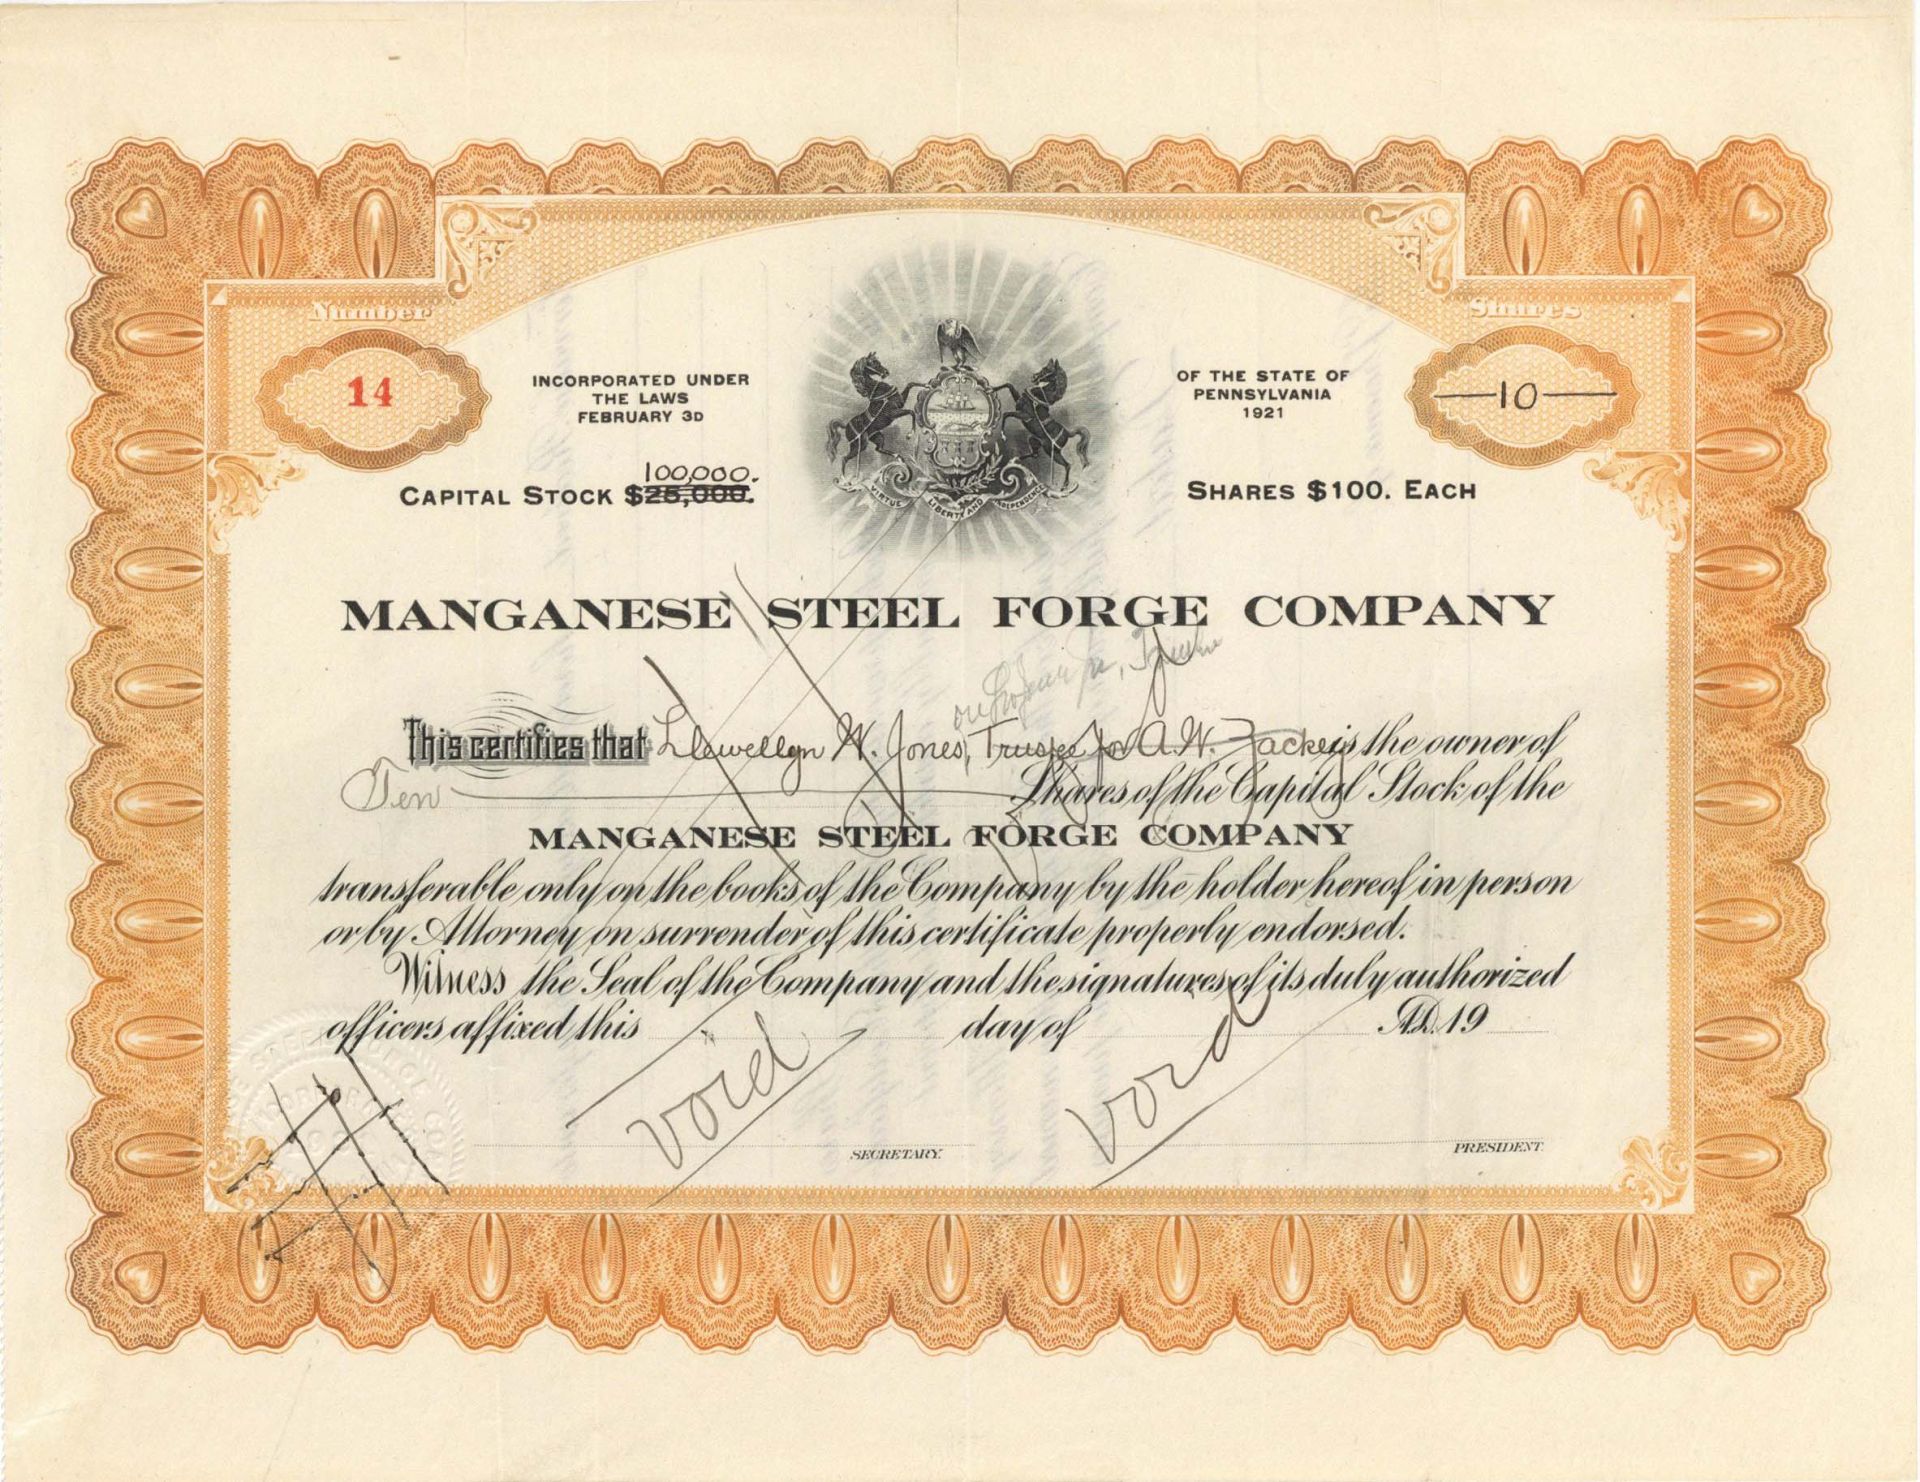 Number
14
Shares
—10—
INCORPORATED UNDER
THE LAWS
FEBRUARY 3D
OF THE STATE OF
PENNSYLVANIA
1921
VIRTUE LIBERTY AND INDEPENDENCE
100,000.
CAPITAL STOCK $25,000.
SHARES $100. EACH
MANGANESE STEEL FORGE COMPANY
This certifies that Llewellyn W. Jones, Trustee for A. W. Zackey is the owner of
Ten Shares of the Capital Stock of the
MANGANESE STEEL FORGE COMPANY
transferable only on the books of the Company by the holder hereof in person
or by Attorney on surrender of this certificate properly endorsed.
Witness the Seal of the Company and the signatures of its duly authorized
officers affixed this day of A.D. 19
void
void
SECRETARY.
PRESIDENT.